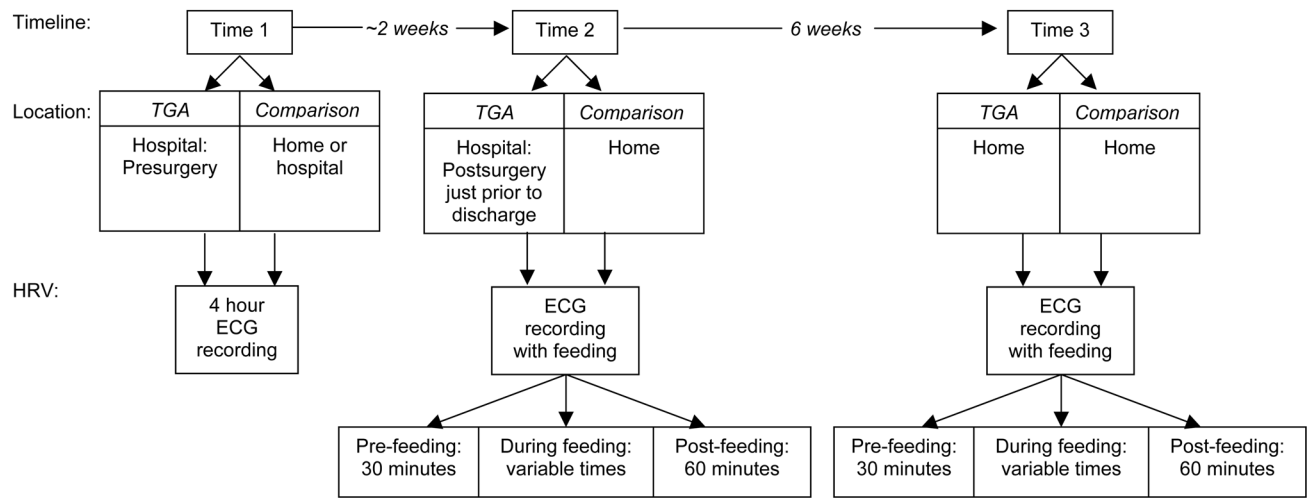 Timeline:
Time 1
~2 weeks
Time 2
6 weeks
Time 3
Location:
TGA
Comparison
Hospital:
Presurgery
Home or
hospital
TGA
Comparison
Hospital:
Postsurgery
just prior to
discharge
Home
TGA
Comparison
Home
Home
HRV:
4 hour
ECG
recording
ECG
recording
with feeding
ECG
recording
with feeding
Pre-feeding:
30 minutes
During feeding:
variable times
Post-feeding:
60 minutes
Pre-feeding:
30 minutes
During feeding:
variable times
Post-feeding:
60 minutes